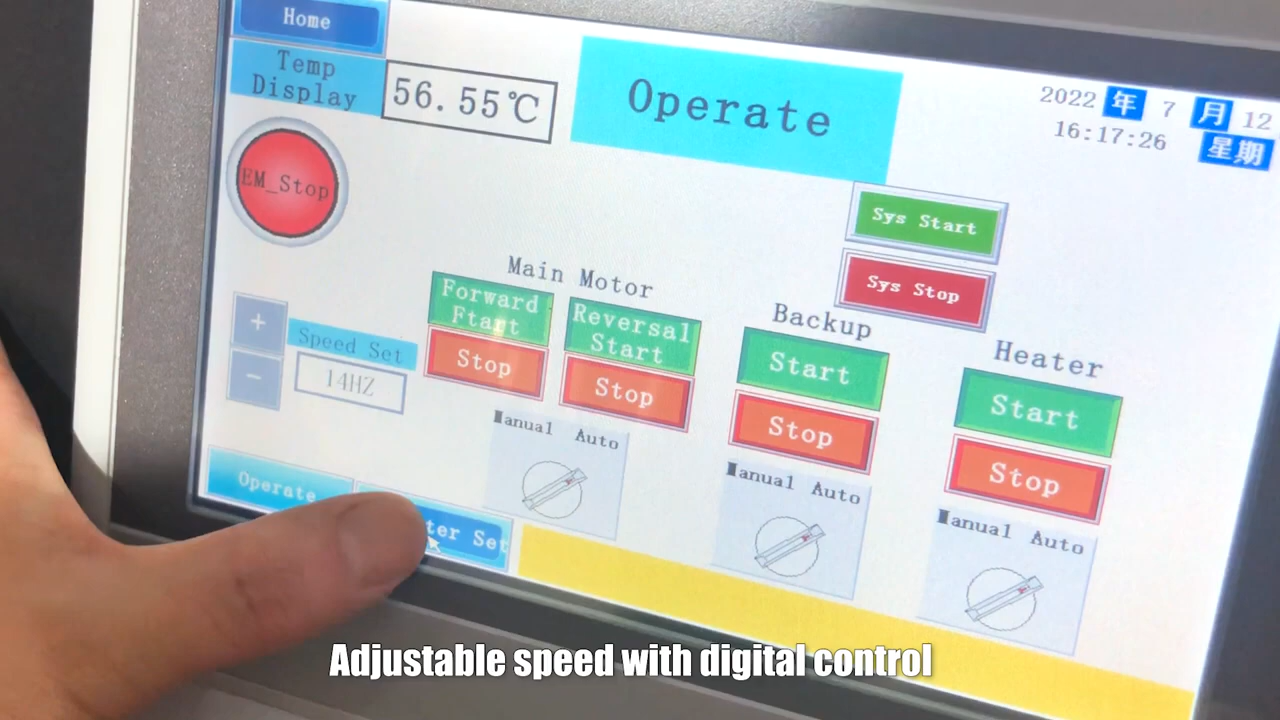 Home
Temp
Display
56.55℃
Operate
2022 年 7 月 12
16:17:26 星期
EM_Stop
Sys Start
Sys Stop
Main Motor
Forward
Ftart
Stop
Reversal
Start
Stop
Backup
Start
Stop
Heater
Start
Stop
+
Speed Set
-
14HZ
Manual Auto
Manual Auto
Manual Auto
Operate
ter Set
Adjustable speed with digital control